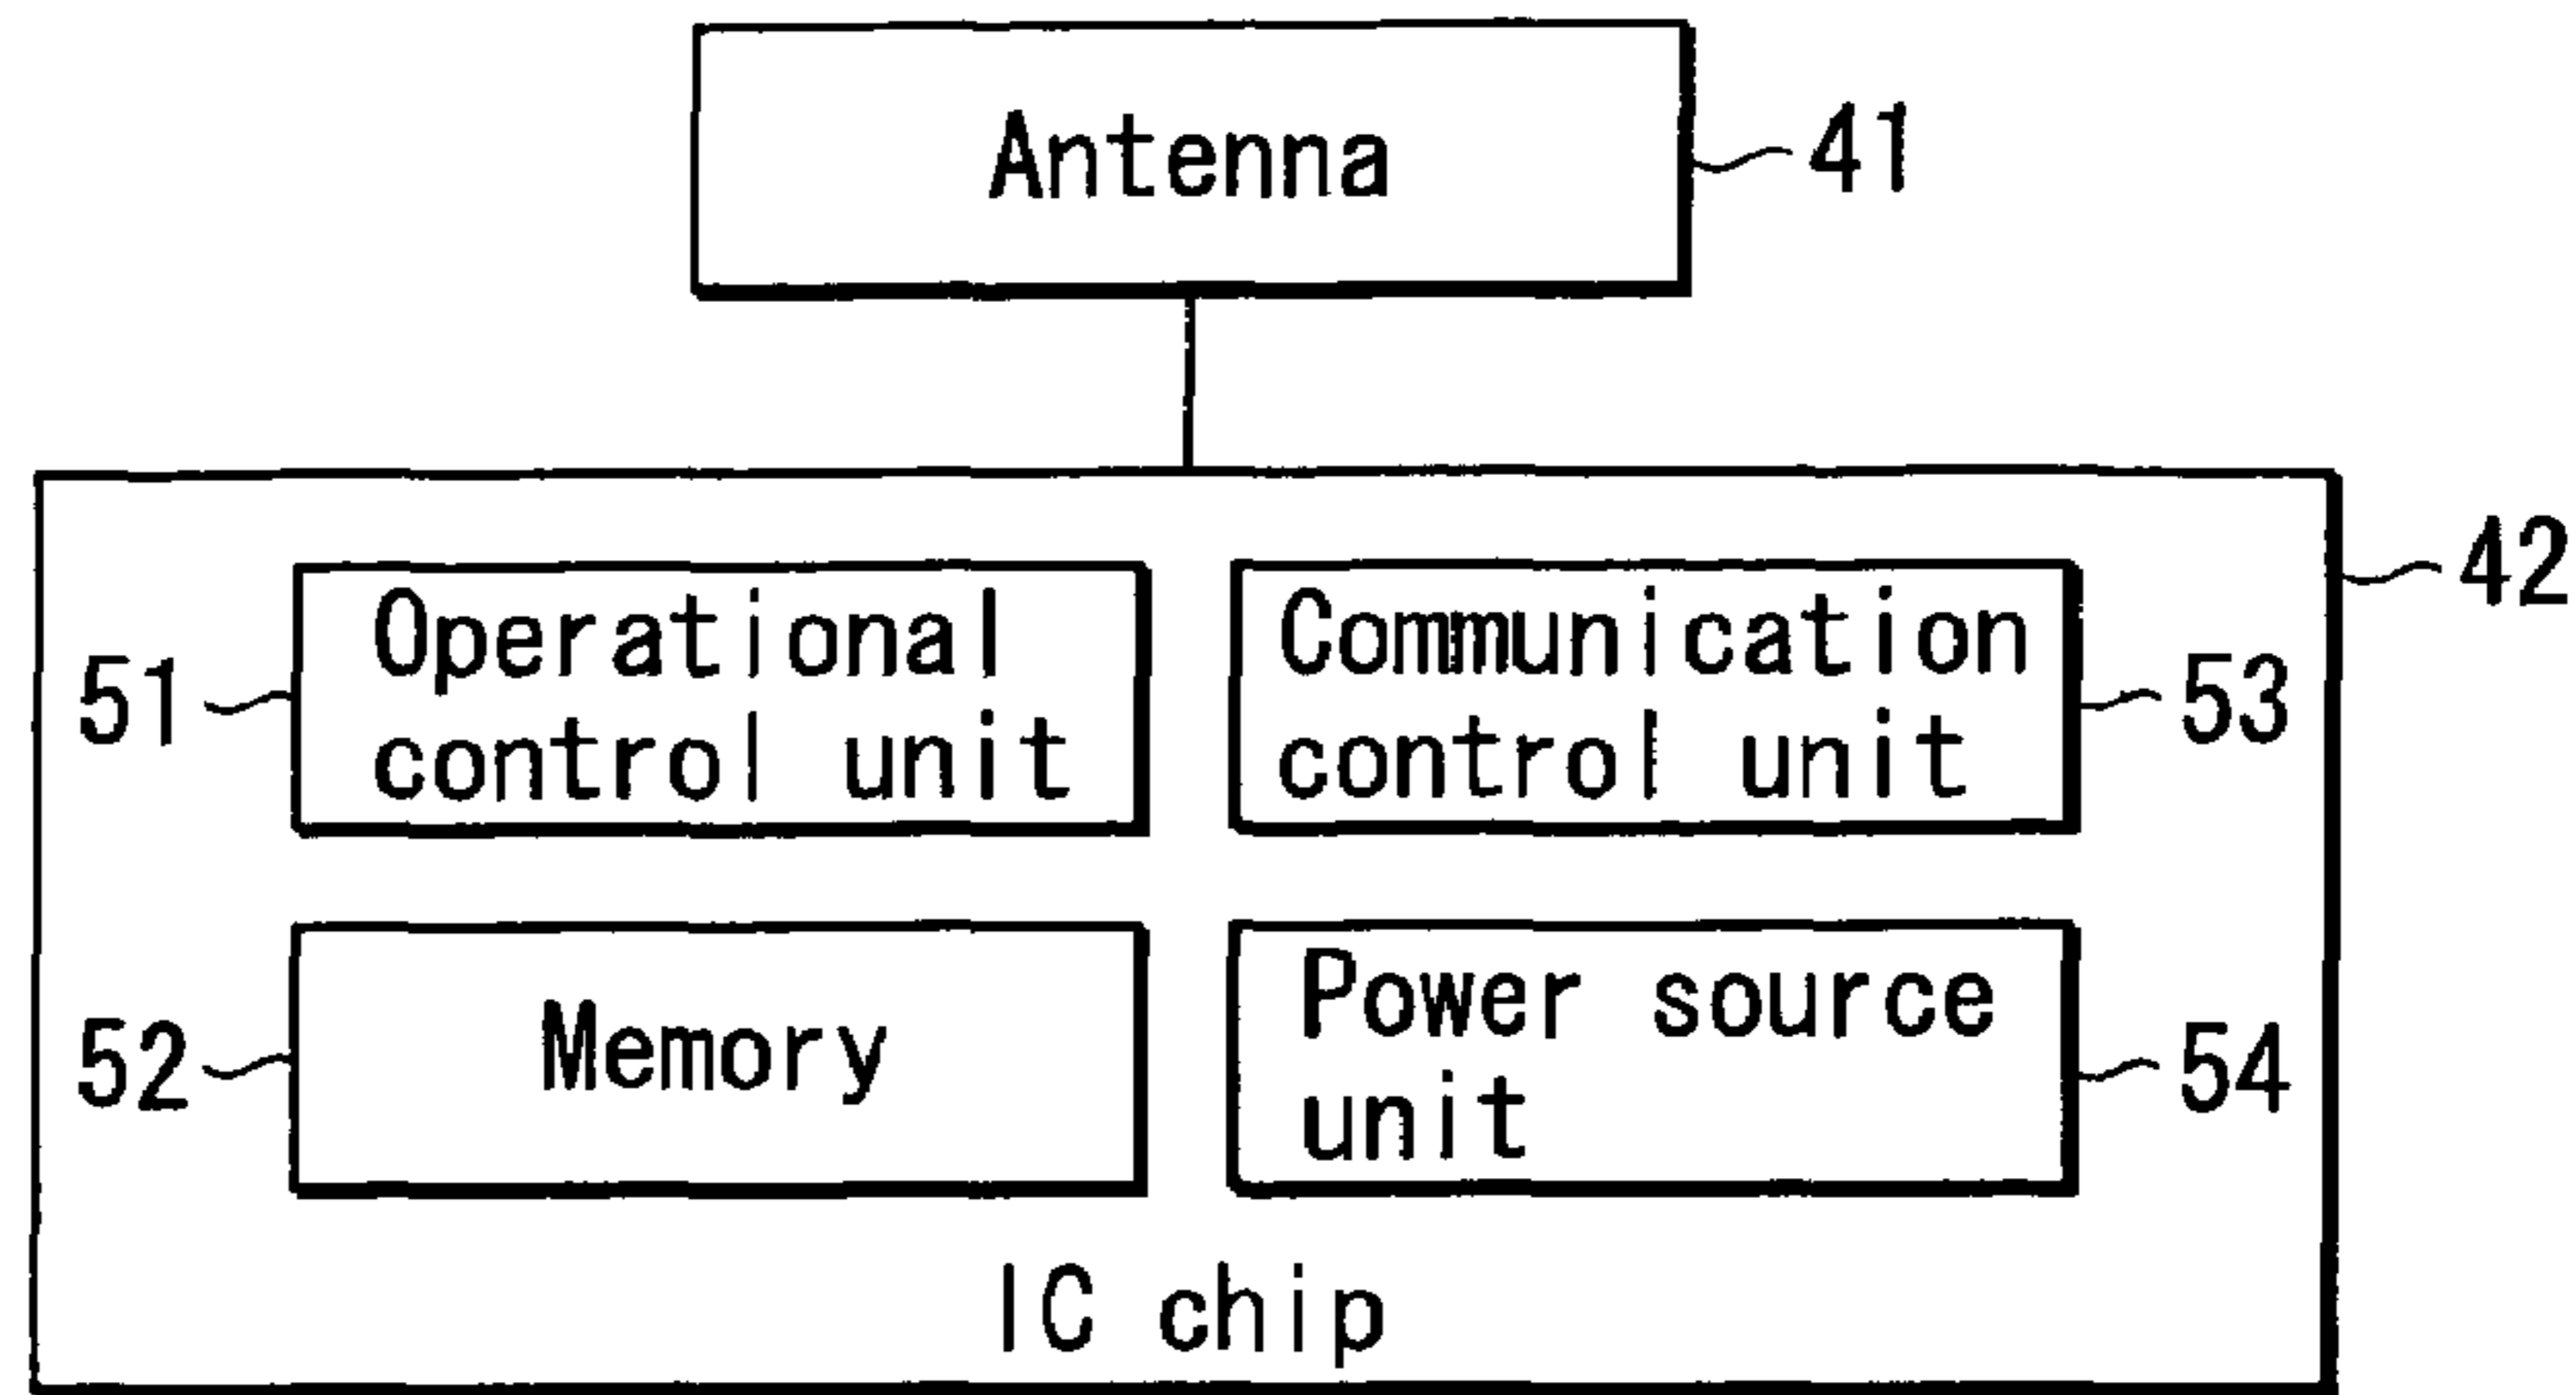 Antenna
41
42
Operational
control unit
51
Communication
control unit
53
Memory
52
Power source
unit
54
IC chip